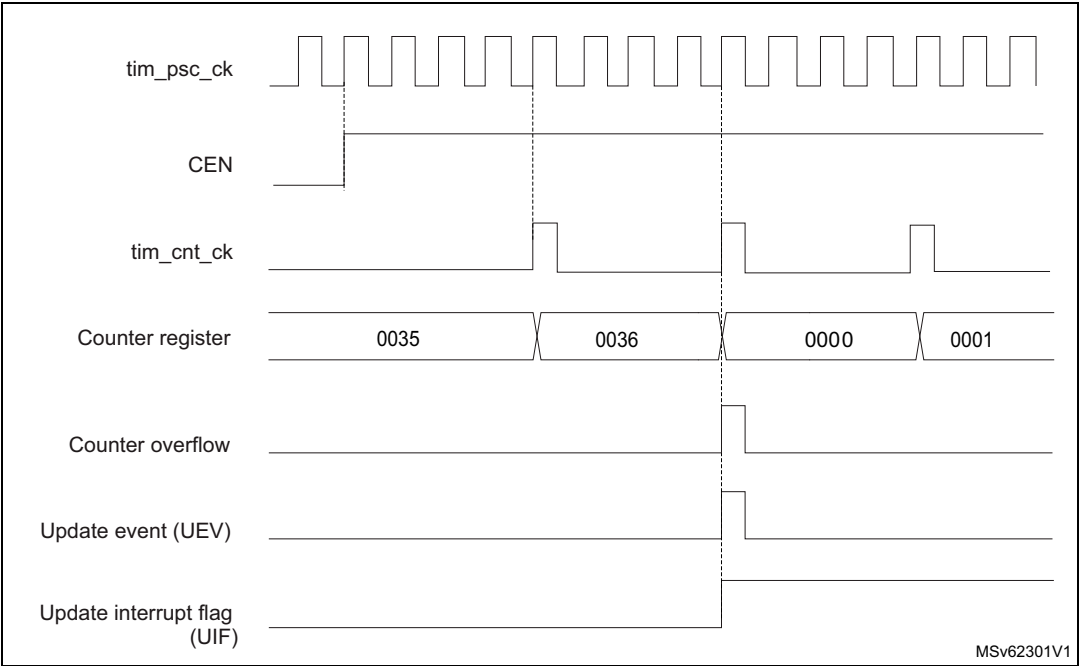 tim_psc_ck
CEN
tim_cnt_ck
Counter register
0035
0036
0000
0001
Counter overflow
Update event (UEV)
Update interrupt flag
(UIF)
MSv62301V1